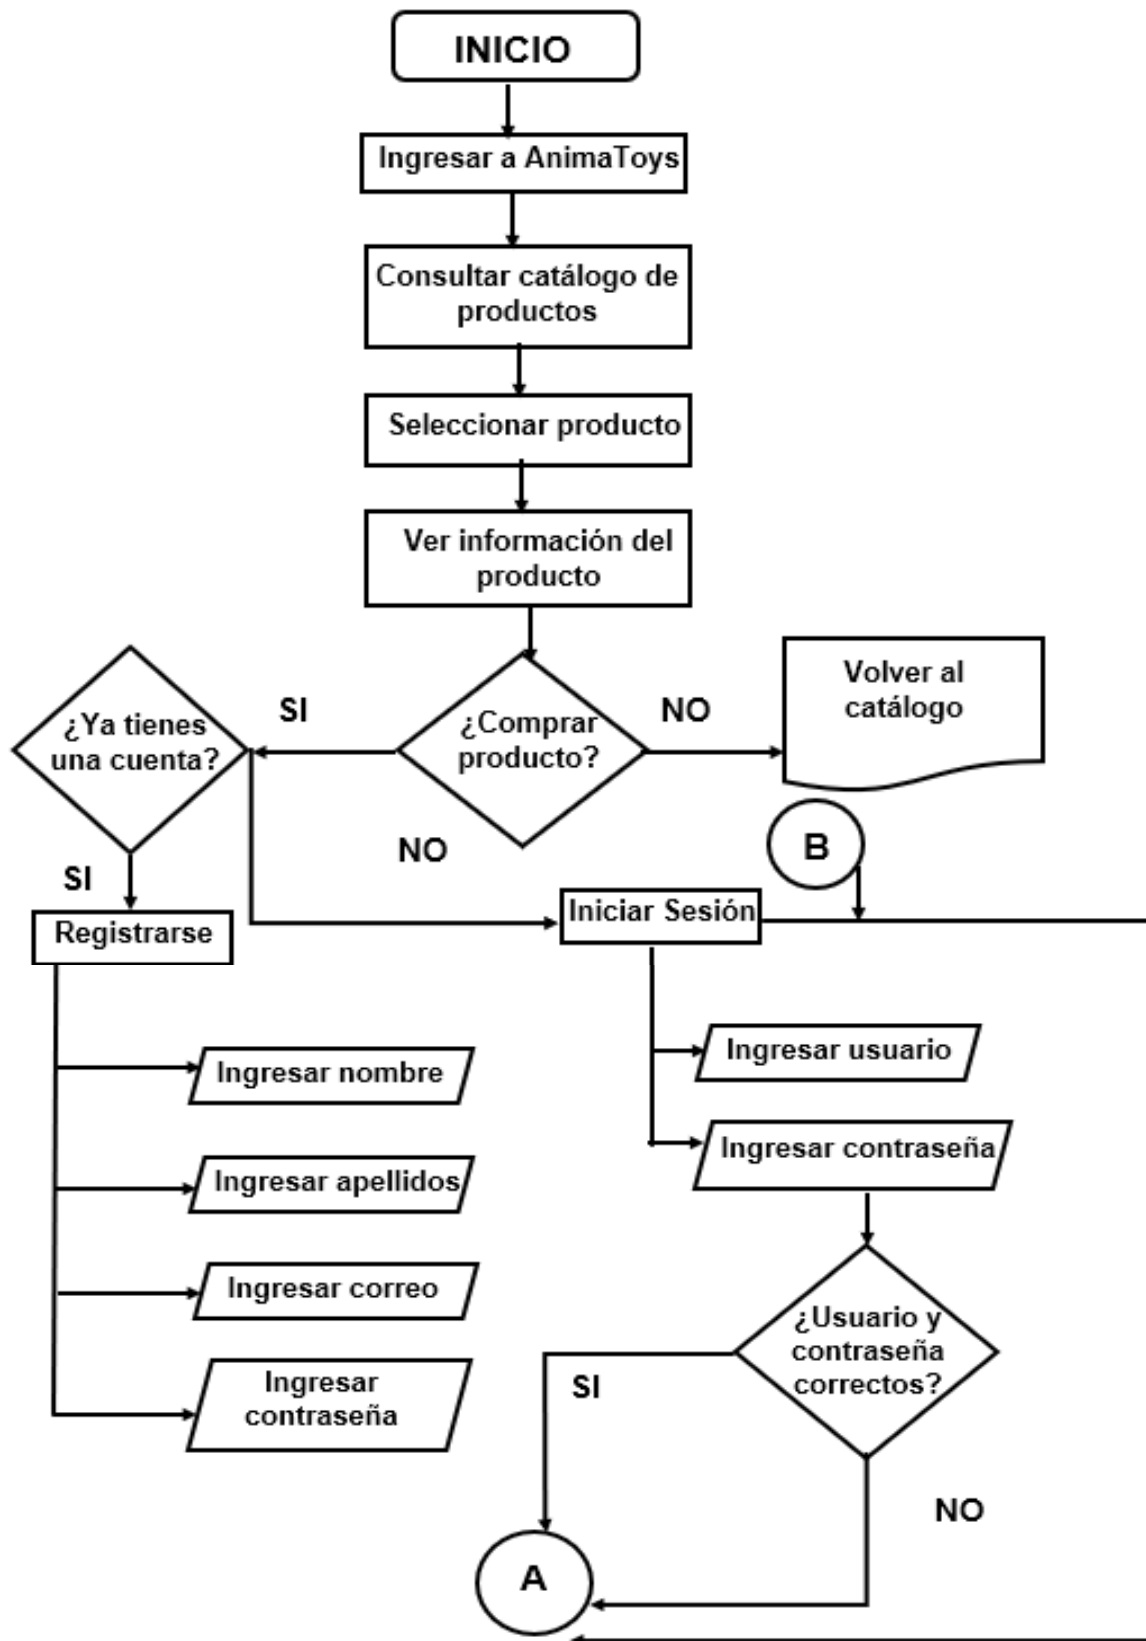 INICIO
Ingresar a AnimaToys
Consultar catálogo de
productos
Seleccionar producto
Ver información del
producto
¿Ya tienes
una cuenta?
SI
¿Comprar
producto?
NO
Volver al
catálogo
SI
NO
B
Registrarse
Iniciar Sesión
Ingresar nombre
Ingresar apellidos
Ingresar correo
Ingresar
contraseña
Ingresar usuario
Ingresar contraseña
¿Usuario y
contraseña
correctos?
SI
NO
A